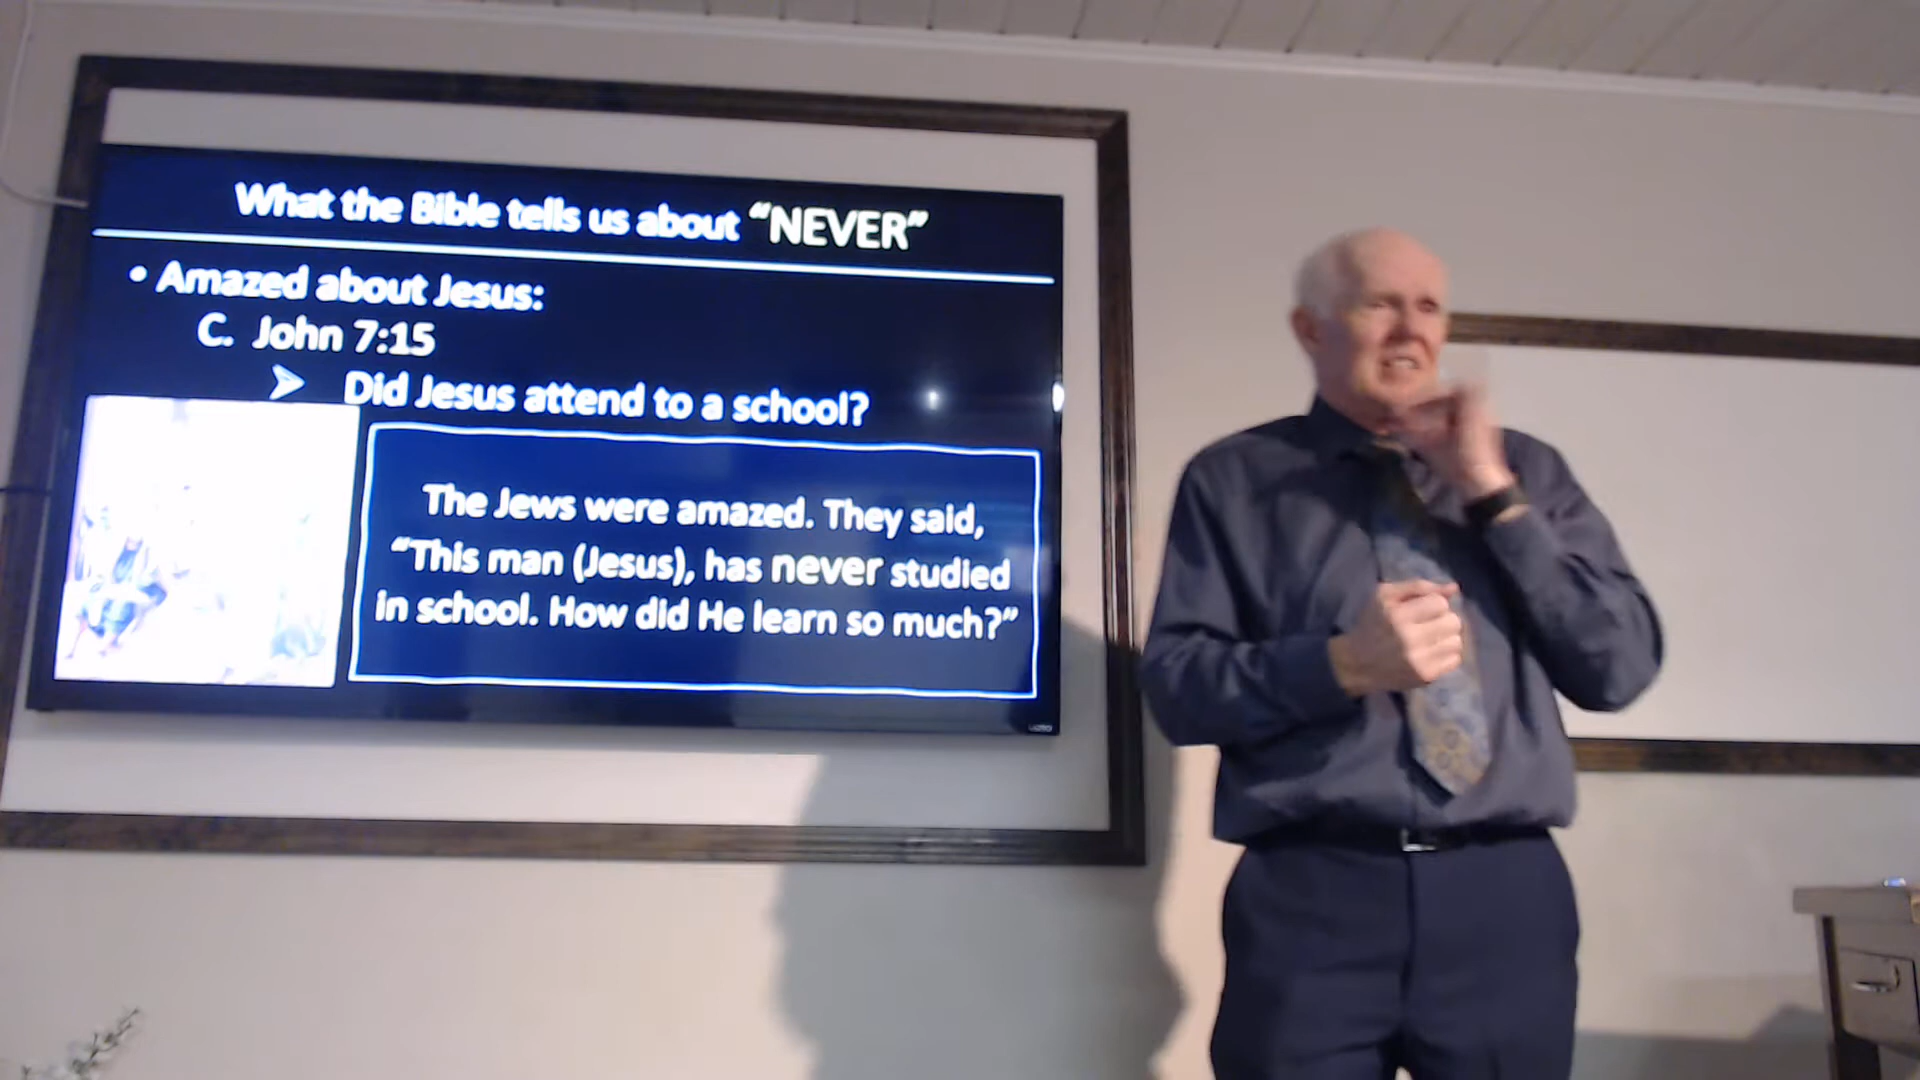 What the Bible tells us about “NEVER”
• Amazed about Jesus:
C. John 7:15
➢ Did Jesus attend to a school?
The Jews were amazed. They said,
“This man (Jesus), has never studied
in school. How did He learn so much?”